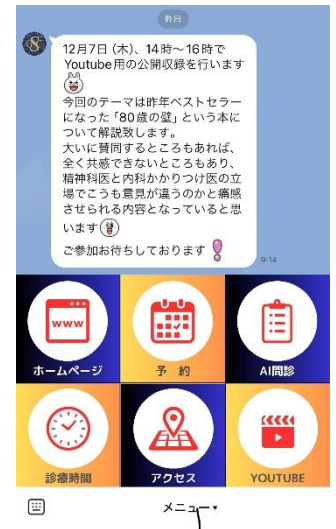 昨日
12月7日(木)、14時～16時で
Youtube用の公開収録を行います
今回のテーマは昨年ベストセラー
になった「80歳の壁」という本に
ついて解説致します。
大いに賛同するところもあれば、
全く共感できないところもあり、
精神科医と内科かかりつけ医の立
場でこうも意見が違うのかと痛感
させられる内容となっていると思
います
ご参加お待ちしております❗
9:14
www
ホームページ
予 約
AI問診
診療時間
アクセス
YOUTUBE
メニュー▾